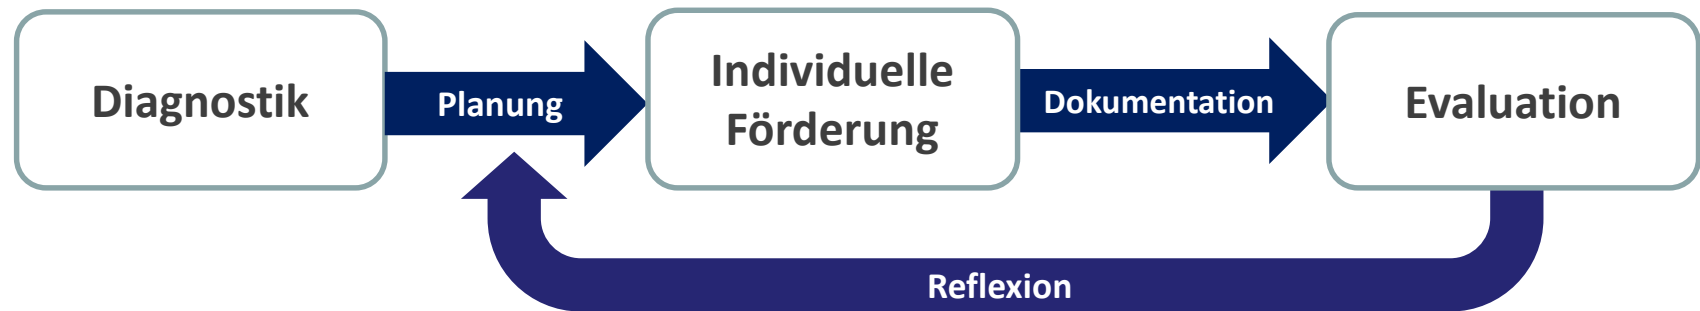 Diagnostik
Planung
Individuelle
Förderung
Dokumentation
Evaluation
Reflexion